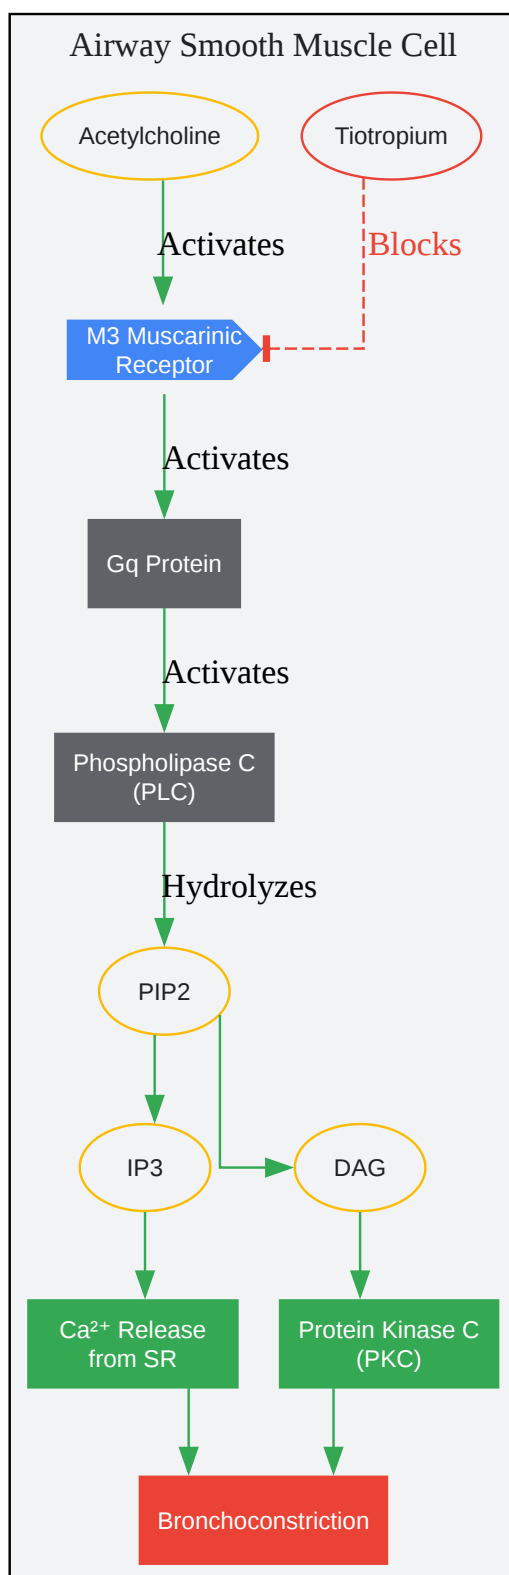 Airway Smooth Muscle Cell
Acetylcholine
Tiotropium
Activates
Blocks
M3 Muscarinic
Receptor
Activates
Gq Protein
Activates
Phospholipase C
(PLC)
Hydrolyzes
PIP2
IP3
DAG
Ca²⁺ Release
from SR
Protein Kinase C
(PKC)
Bronchoconstriction